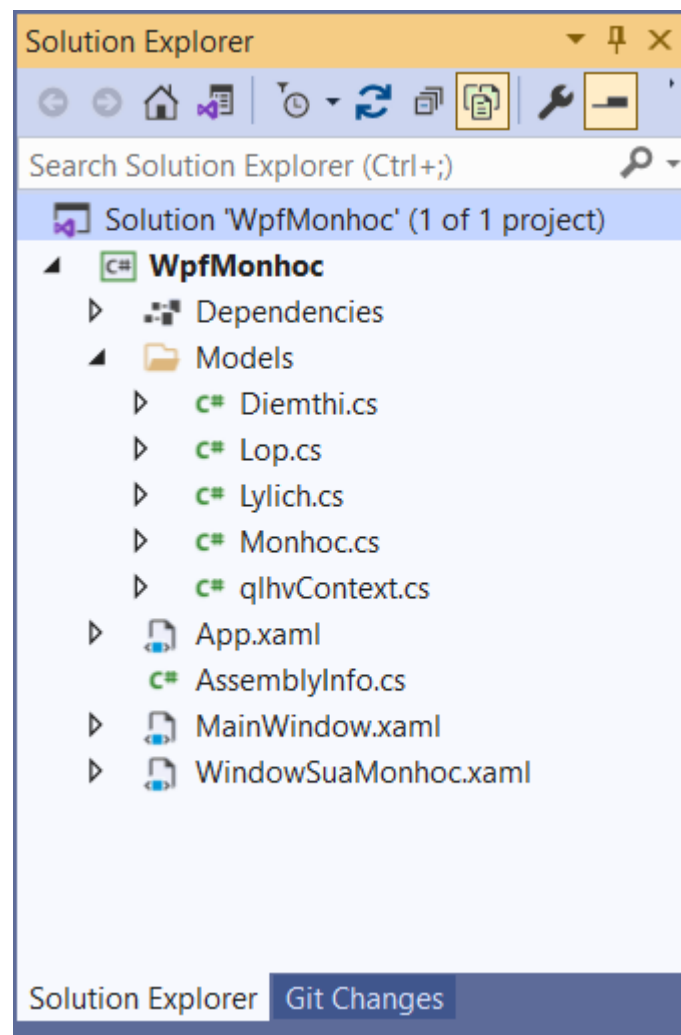 Solution Explorer
Search Solution Explorer (Ctrl+;)
Solution 'WpfMonhoc' (1 of 1 project)
C# WpfMonhoc
Dependencies
Models
C# Diemthi.cs
C# Lop.cs
C# Lylich.cs
C# Monhoc.cs
C# qlhvContext.cs
App.xaml
C# AssemblyInfo.cs
MainWindow.xaml
WindowSuaMonhoc.xaml
Solution Explorer Git Changes